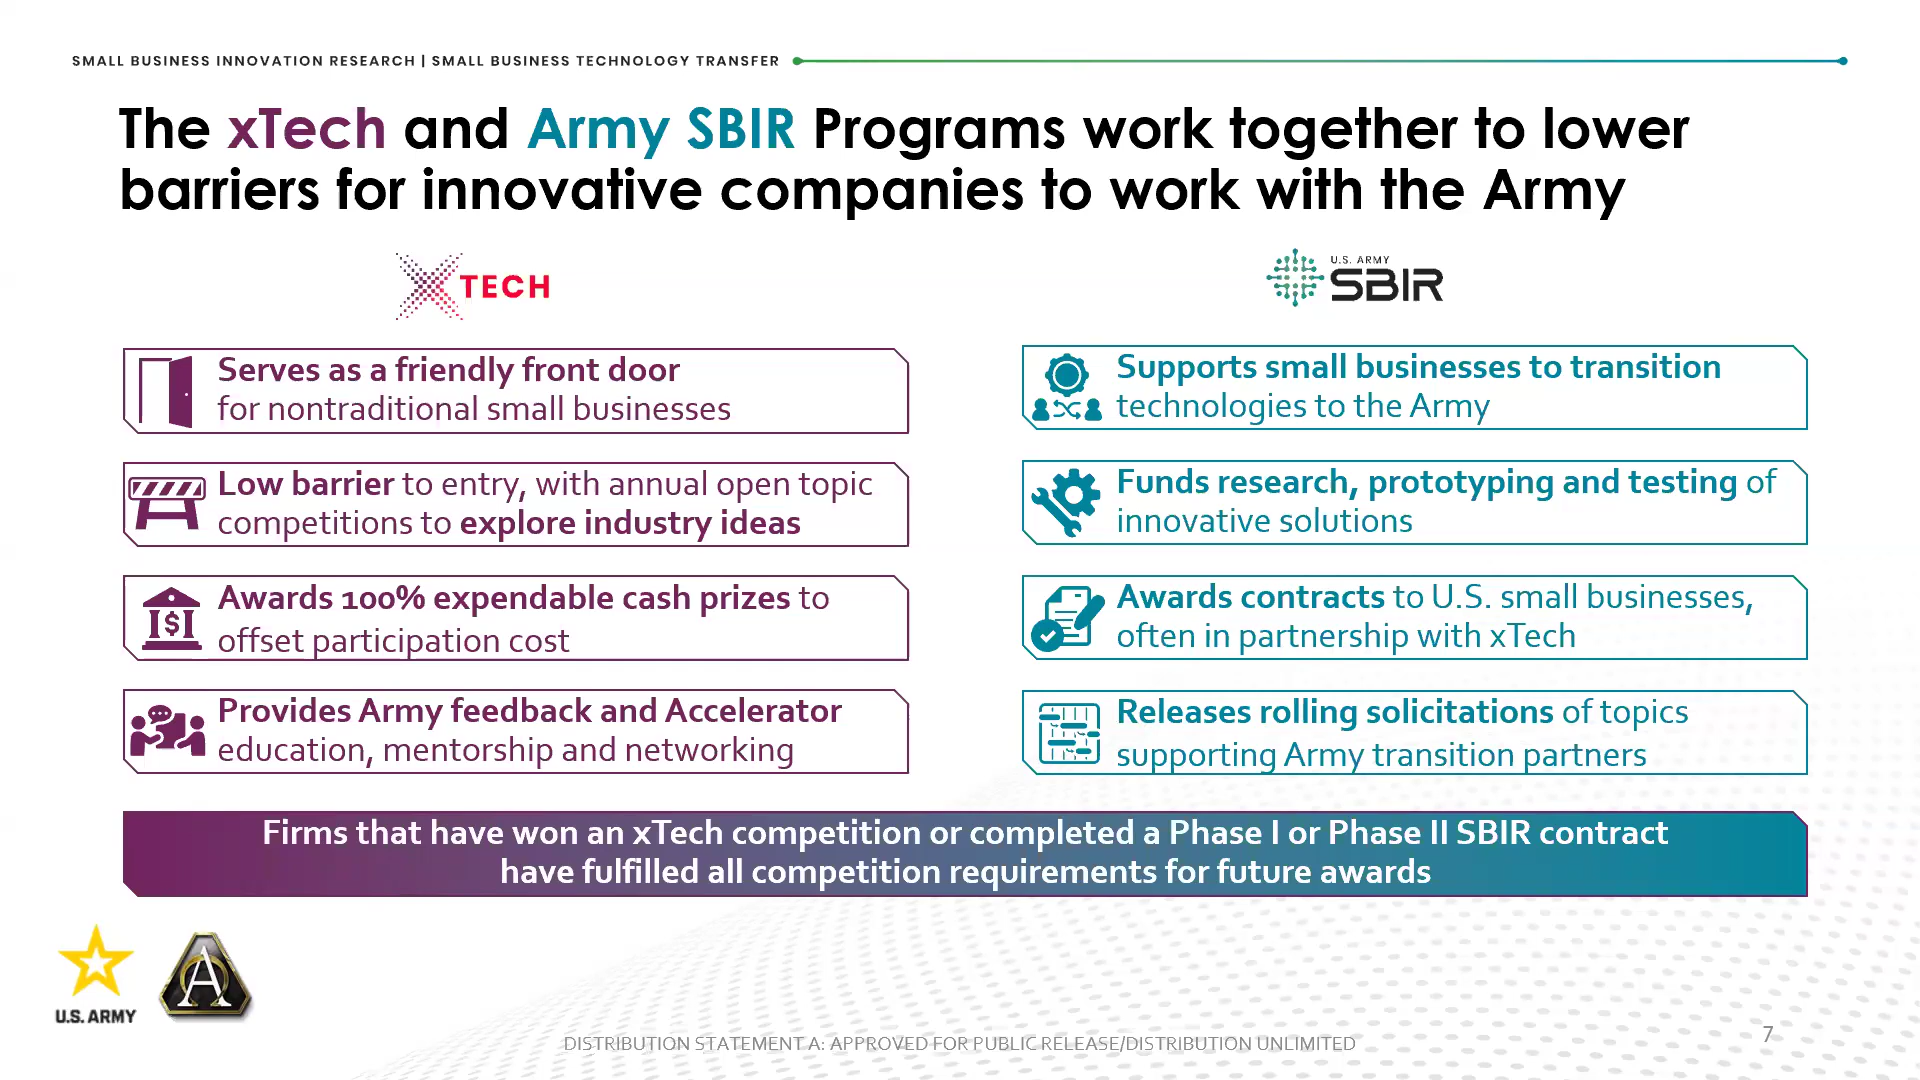 SMALL BUSINESS INNOVATION RESEARCH | SMALL BUSINESS TECHNOLOGY TRANSFER
The xTech and Army SBIR Programs work together to lower
barriers for innovative companies to work with the Army
TECH
U.S. ARMY
SBIR
Serves as a friendly front door
for nontraditional small businesses
Low barrier to entry, with annual open topic
competitions to explore industry ideas
$
Awards 100% expendable cash prizes to
offset participation cost
Provides Army feedback and Accelerator
education, mentorship and networking
Supports small businesses to transition
technologies to the Army
Funds research, prototyping and testing of
innovative solutions
Awards contracts to U.S. small businesses,
often in partnership with xTech
Releases rolling solicitations of topics
supporting Army transition partners
Firms that have won an xTech competition or completed a Phase I or Phase II SBIR contract
have fulfilled all competition requirements for future awards
U.S. ARMY
A
DISTRIBUTION STATEMENT A: APPROVED FOR PUBLIC RELEASE/DISTRIBUTION UNLIMITED
7